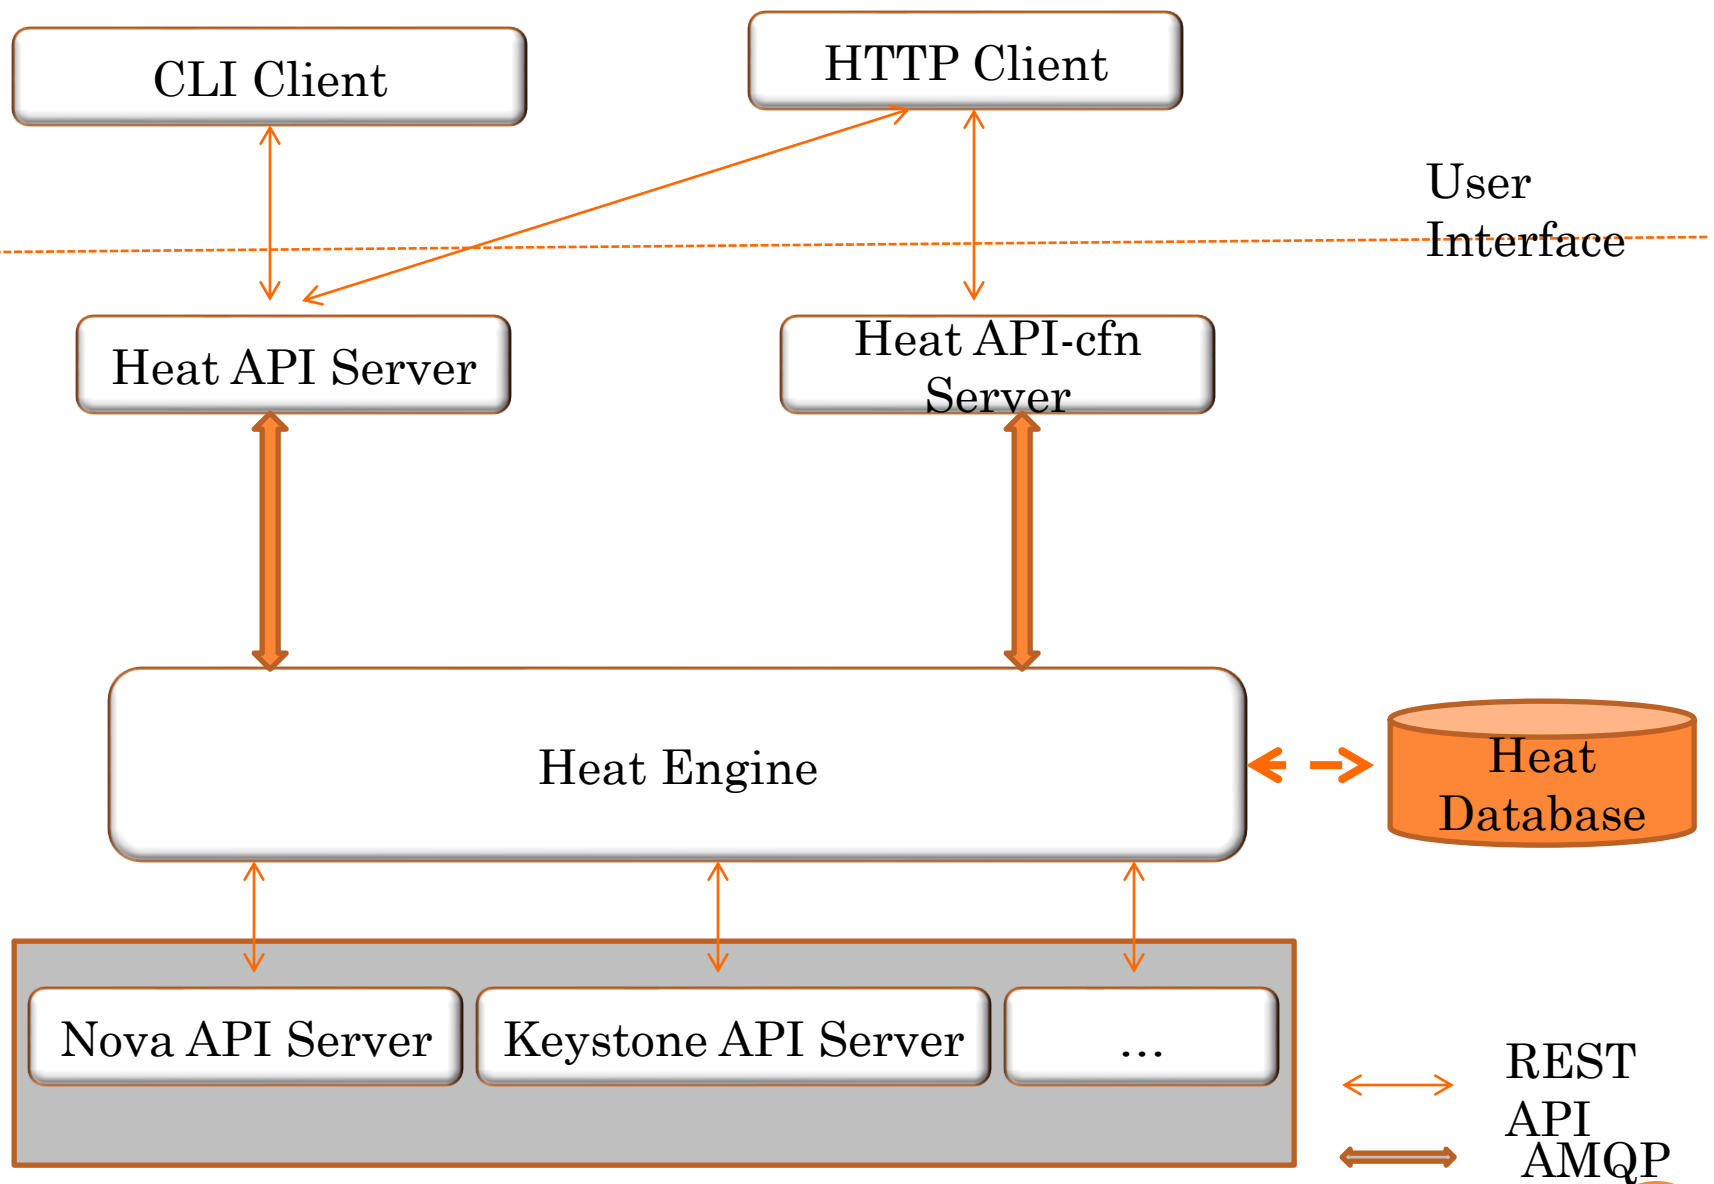 CLI Client
HTTP Client
User
Interface
Heat API Server
Heat API-cfn
Server
Heat Engine
Heat
Database
Nova API Server
Keystone API Server
...
REST
API
AMQP